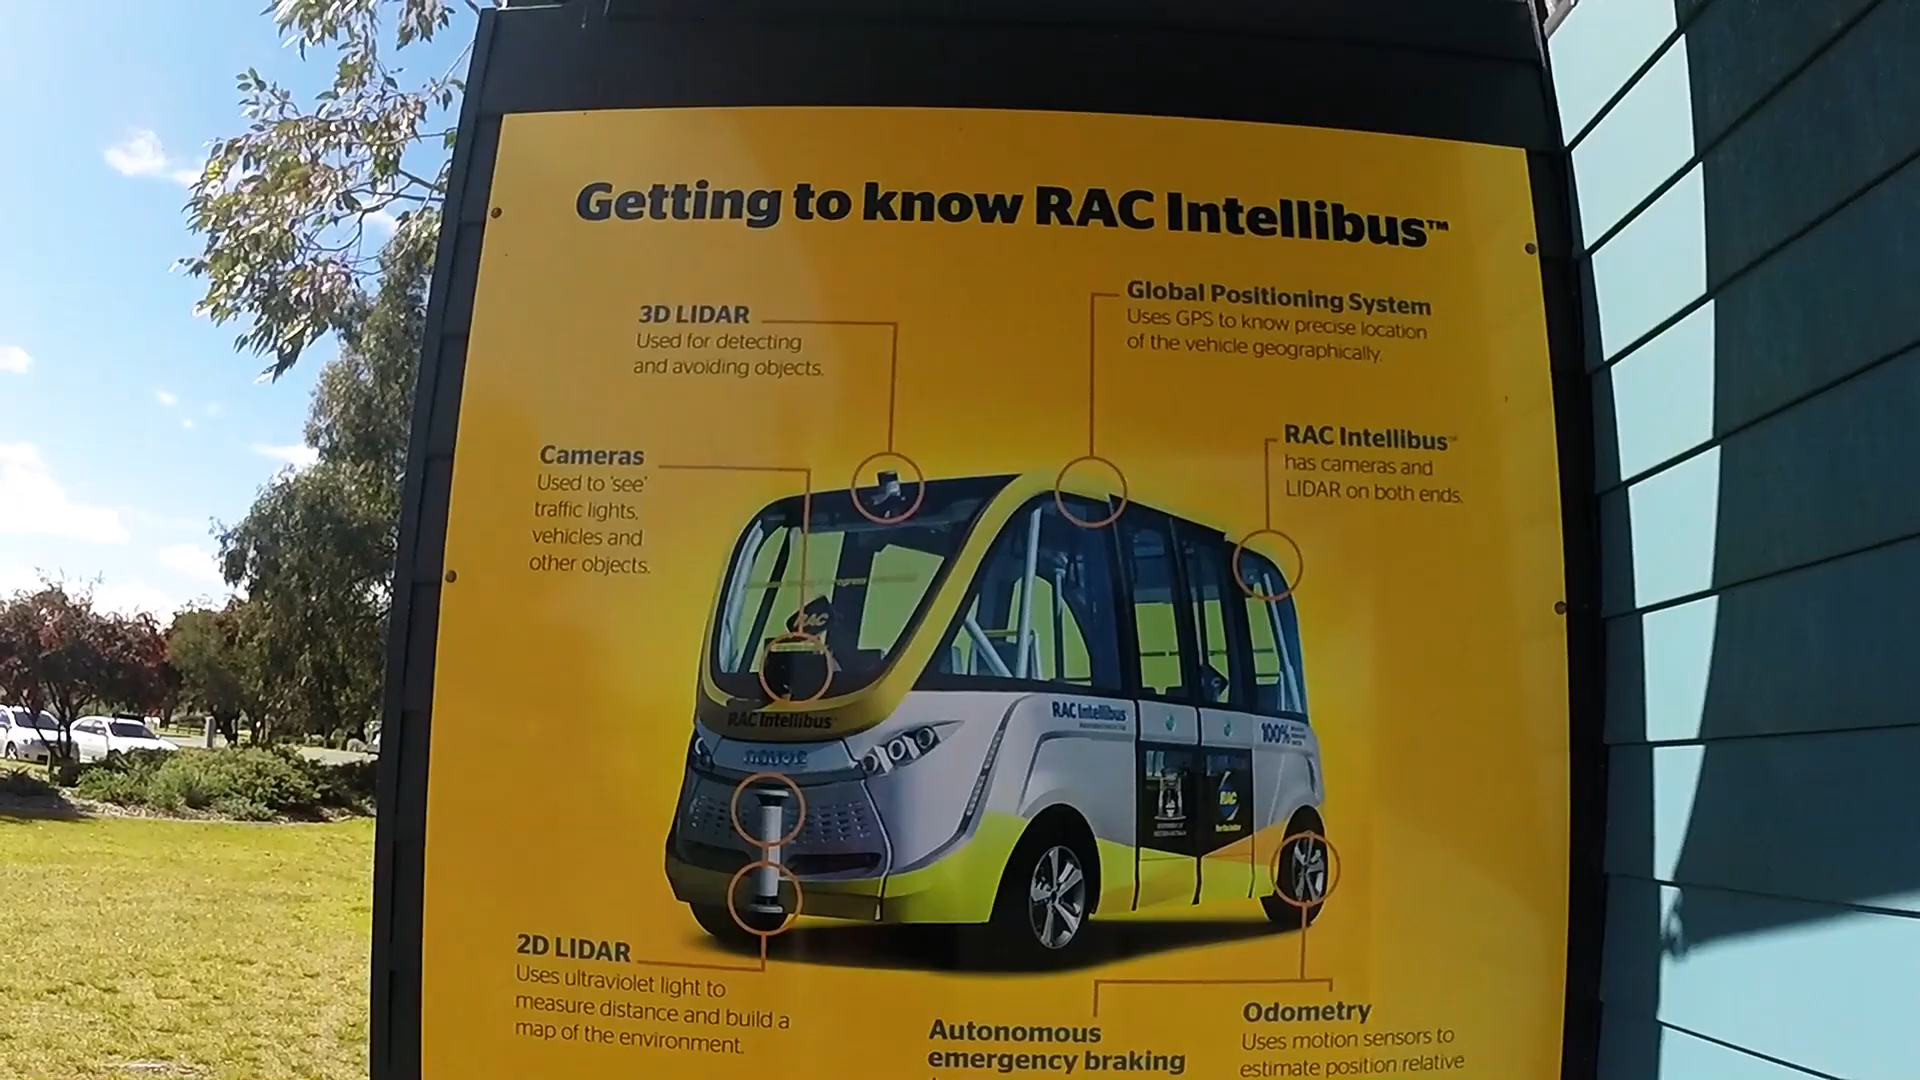 Getting to know RAC Intellibus™
3D LIDAR
Used for detecting
and avoiding objects.
Global Positioning System
Uses GPS to know precise location
of the vehicle geographically.
Cameras
Used to 'see'
traffic lights,
vehicles and
other objects.
RAC Intellibus™
has cameras and
LIDAR on both ends.
RAC
RAC Intellibus
RAC Intellibus
100%
RAC
2D LIDAR
Uses ultraviolet light to
measure distance and build a
map of the environment.
Autonomous
emergency braking
Odometry
Uses motion sensors to
estimate position relative